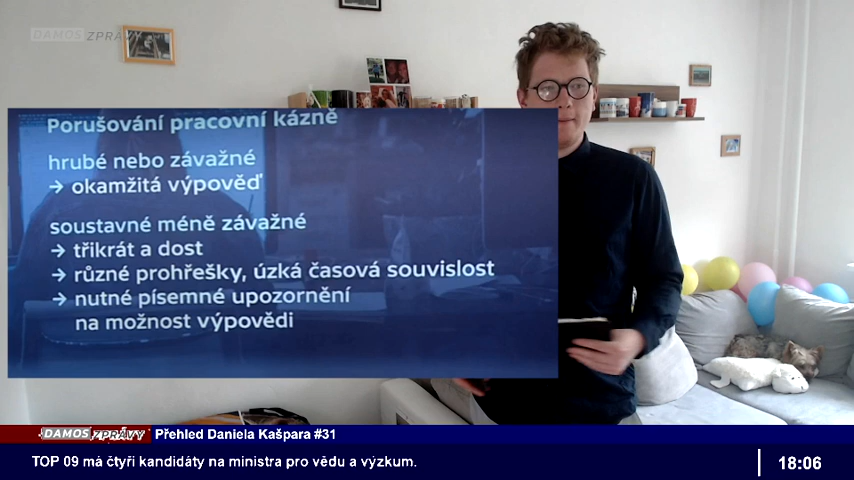 DAMOS ZPRÁVY
Porušování pracovní kázně
hrubé nebo závažné
→ okamžitá výpověď
soustavné méně závažné
→ třikrát a dost
→ různé prohřešky, úzká časová souvislost
→ nutné písemné upozornění
na možnost výpovědi
DAMOS ZPRÁVY Přehled Daniela Kašpara #31
TOP 09 má čtyři kandidáty na ministra pro vědu a výzkum.
18:06